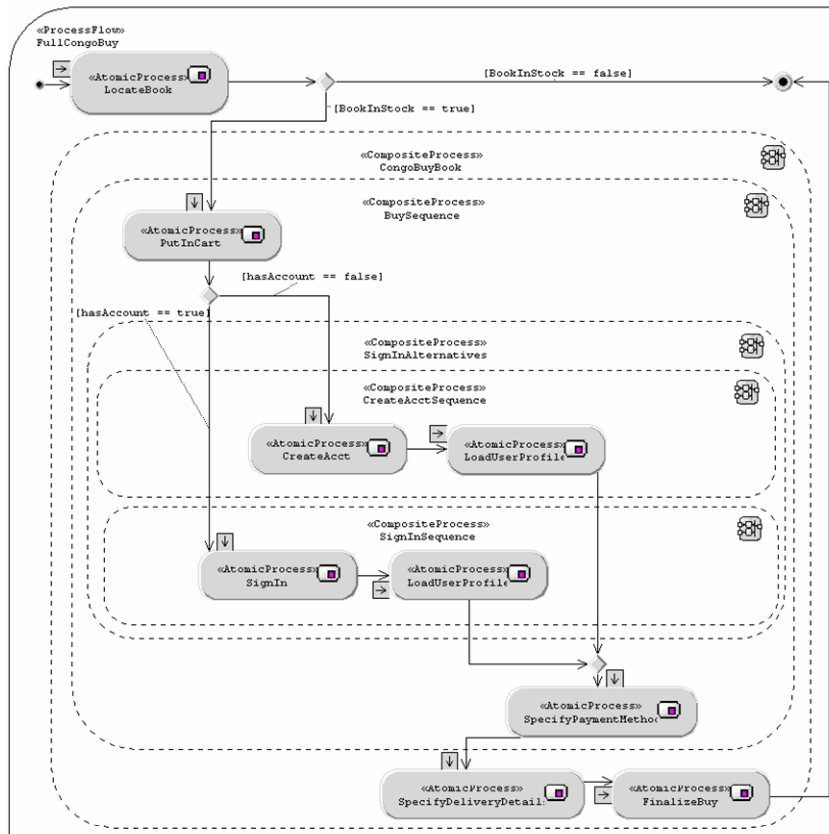 «ProcessFlow»
FullCongoBuy
«AtomicProcess»
LocateBook
[BookInStock == false]
[BookInStock == true]
«CompositeProcess»
CongoBuyBook
«CompositeProcess»
BuySequence
«AtomicProcess»
PutInCart
[hasAccount == false]
[hasAccount == true]
«CompositeProcess»
SignInAlternatives
«CompositeProcess»
CreateAcctSequence
«AtomicProcess»
CreateAcct
«AtomicProcess»
LoadUserProfile
«CompositeProcess»
SignInSequence
«AtomicProcess»
SignIn
«AtomicProcess»
LoadUserProfile
«AtomicProcess»
SpecifyPaymentMetho
«AtomicProcess»
SpecifyDeliveryDetail
«AtomicProcess»
FinalizeBuy